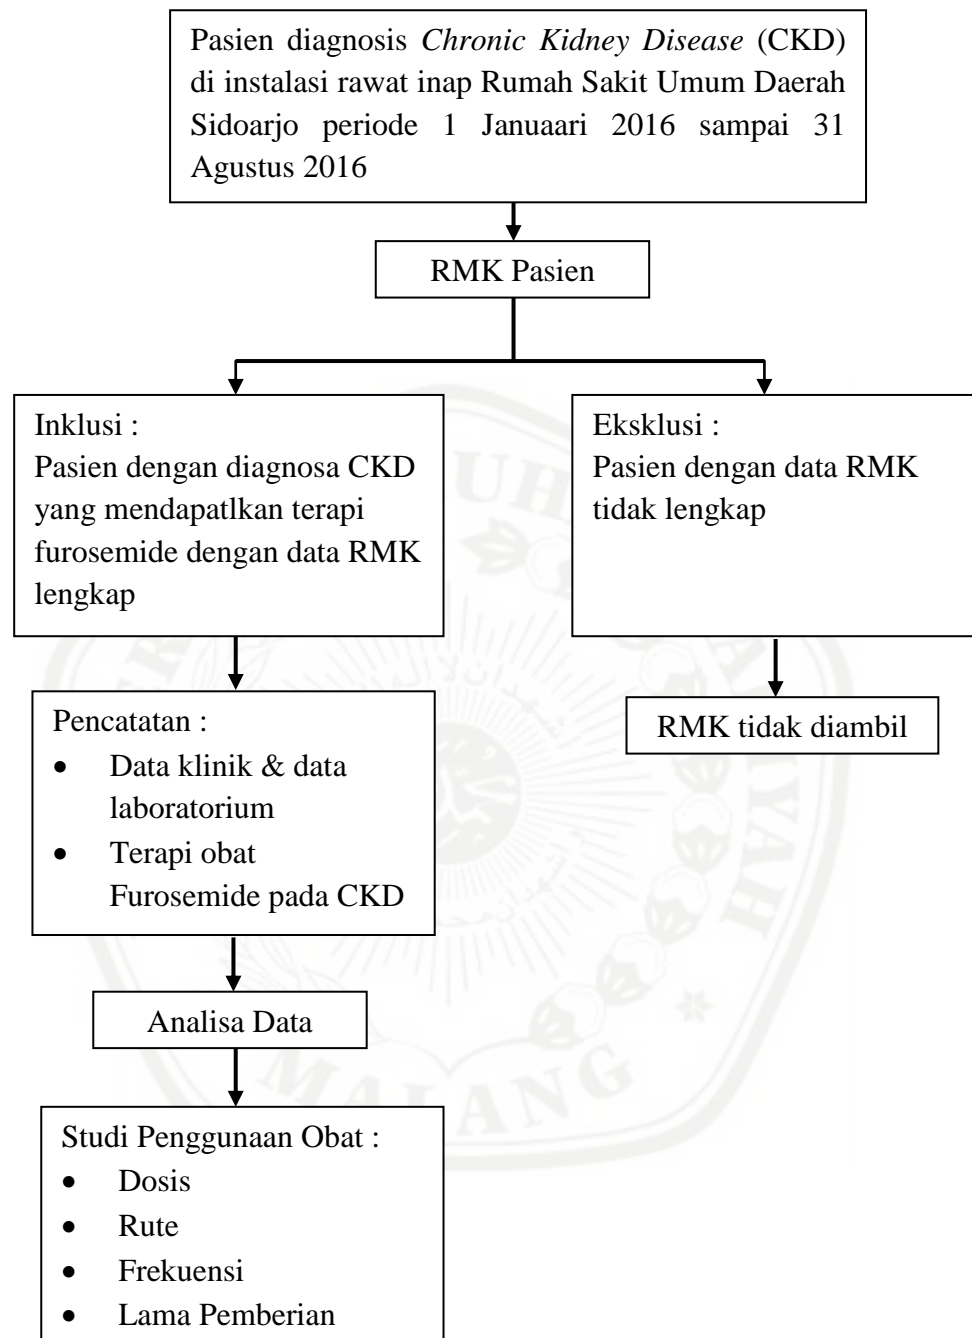 Pasien diagnosis Chronic Kidney Disease (CKD)
di instalasi rawat inap Rumah Sakit Umum Daerah
Sidoarjo periode 1 Januaari 2016 sampai 31
Agustus 2016
RMK Pasien
Inklusi :
Pasien dengan diagnosa CKD
yang mendapatlkan terapi
furosemide dengan data RMK
lengkap
Eksklusi :
Pasien dengan data RMK
tidak lengkap
Pencatatan :
• Data klinik & data
laboratorium
• Terapi obat
Furosemide pada CKD
RMK tidak diambil
Analisa Data
Studi Penggunaan Obat :
• Dosis
• Rute
• Frekuensi
• Lama Pemberian
MALANG